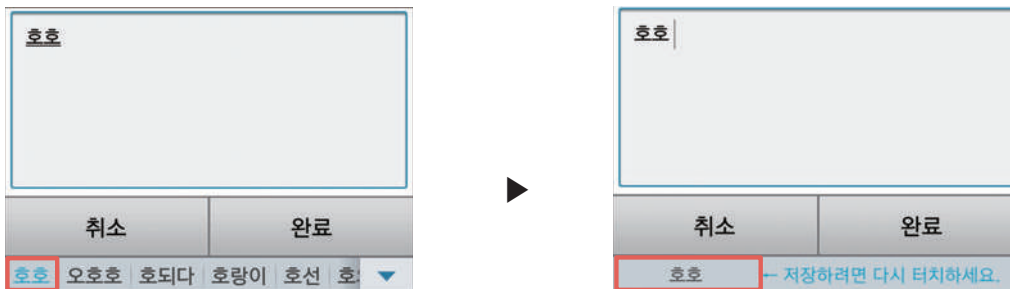 호호
취소 완료
호호 오호호 호되다 호랑이 호선
▶
호호
취소 완료
호호 ← 저장하려면 다시 터치하세요.